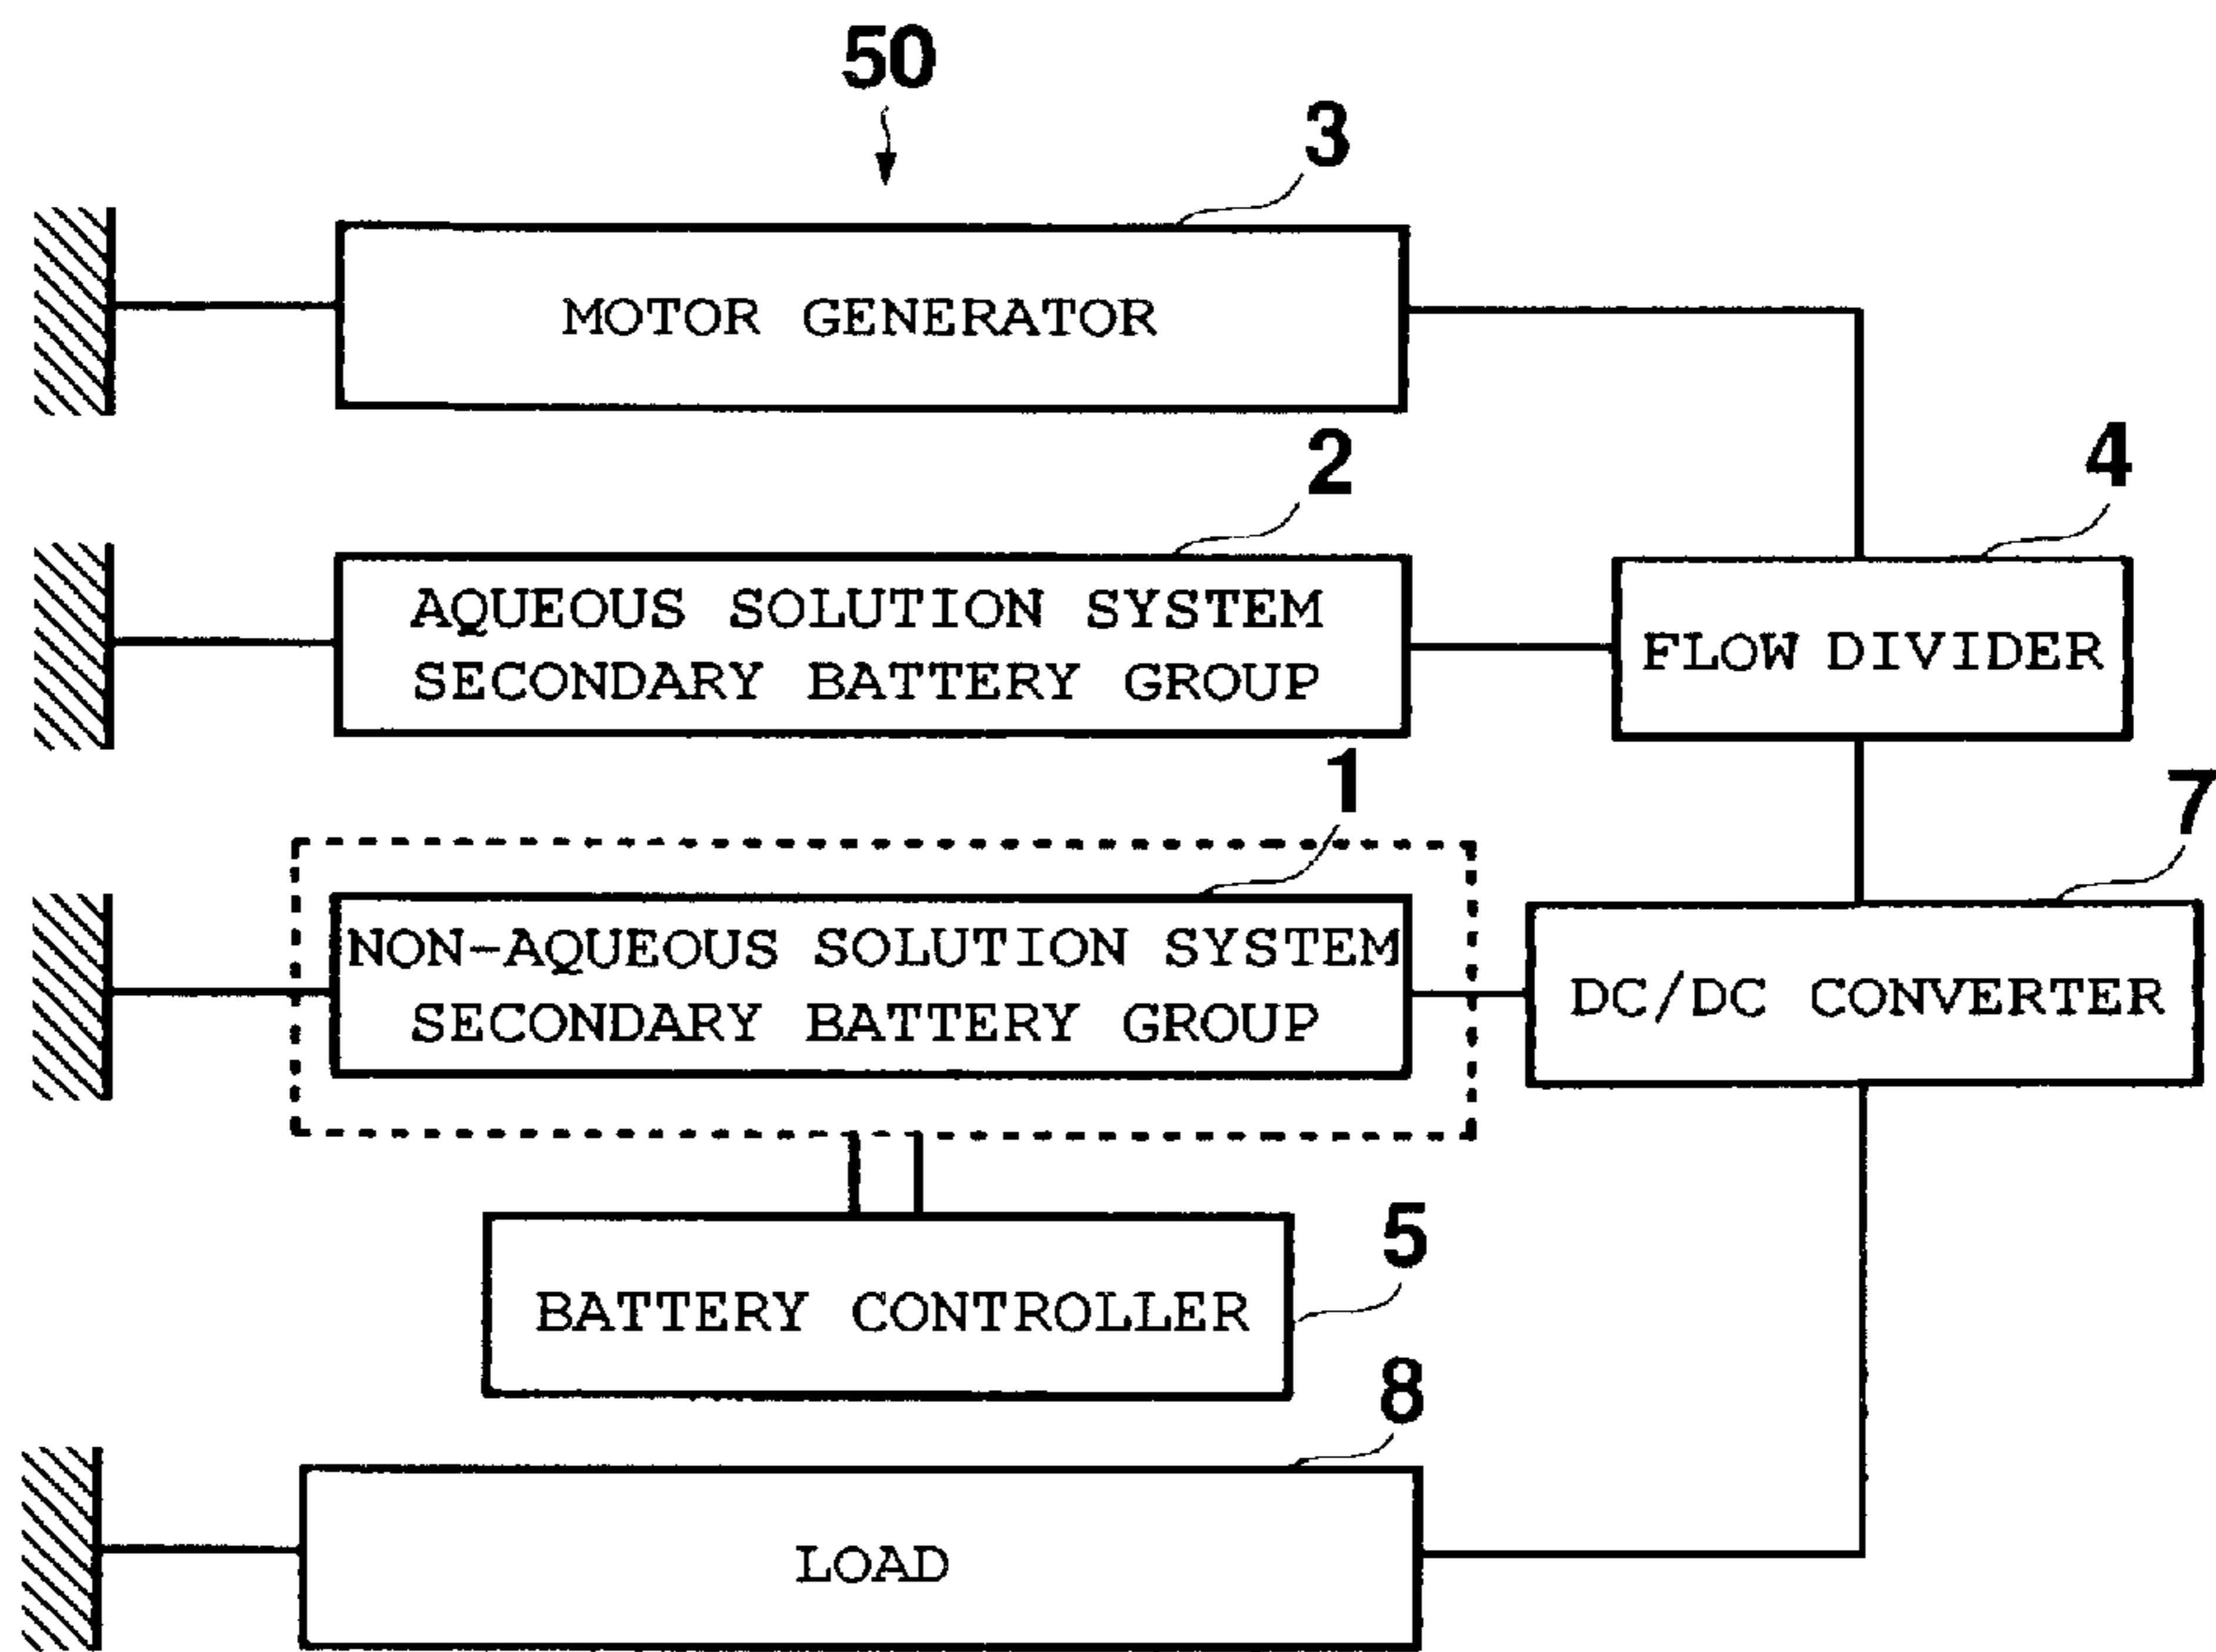 50
3
MOTOR GENERATOR
2
4
AQUEOUS SOLUTION SYSTEM
SECONDARY BATTERY GROUP
FLOW DIVIDER
1
7
NON-AQUEOUS SOLUTION SYSTEM
SECONDARY BATTERY GROUP
DC/DC CONVERTER
5
BATTERY CONTROLLER
8
LOAD